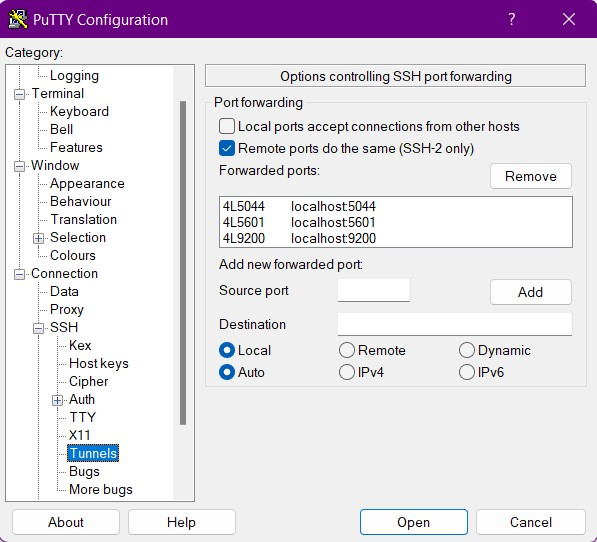 PuTTY Configuration
Category:
Logging
Terminal
Keyboard
Bell
Features
Window
Appearance
Behaviour
Translation
Selection
Colours
Connection
Data
Proxy
SSH
Kex
Host keys
Cipher
Auth
TTY
X11
Tunnels
Bugs
More bugs
Options controlling SSH port forwarding
Port forwarding
Local ports accept connections from other hosts
Remote ports do the same (SSH-2 only)
Forwarded ports:
Remove
4L5044 localhost:5044
4L5601 localhost:5601
4L9200 localhost:9200
Add new forwarded port:
Source port
Add
Destination
Local Remote Dynamic
Auto IPv4 IPv6
About Help Open Cancel